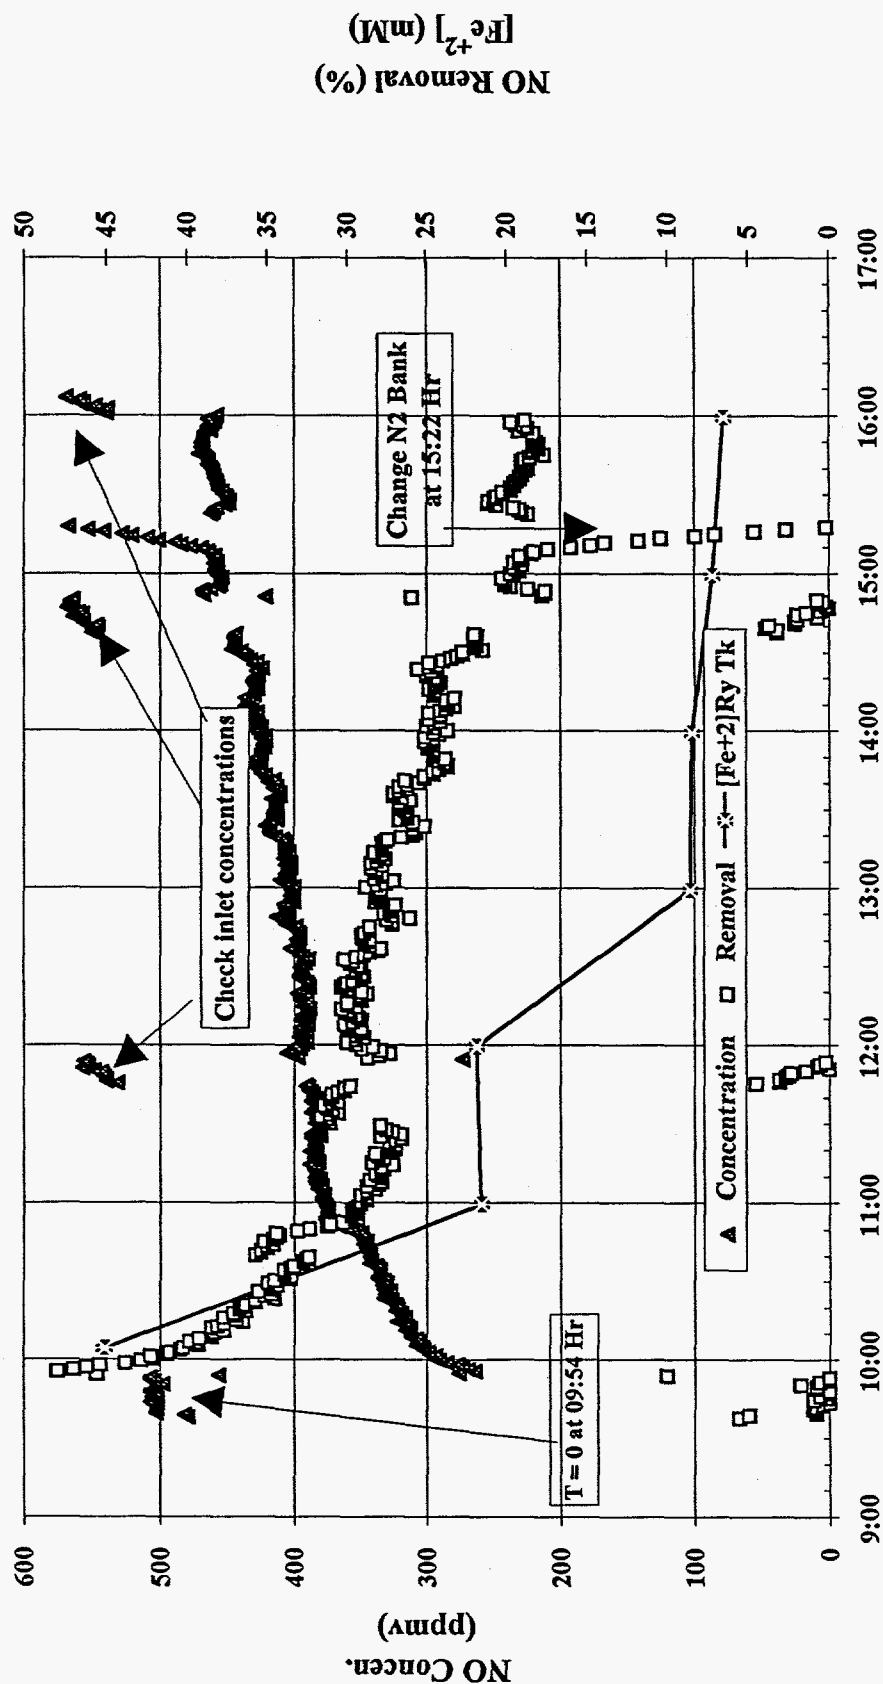 NO Concen.
(ppmv)
600
500
400
300
200
100
0
T = 0 at 09:54 Hr
Check inlet concentrations
Change N2 Bank
at 15:22 Hr
Concentration Removal [Fe+2]Ry Tk
9:00 10:00 11:00 12:00 13:00 14:00 15:00 16:00 17:00
50
45
40
35
30
25
20
15
10
5
0
NO Removal (%)
[Fe⁺²] (mM)